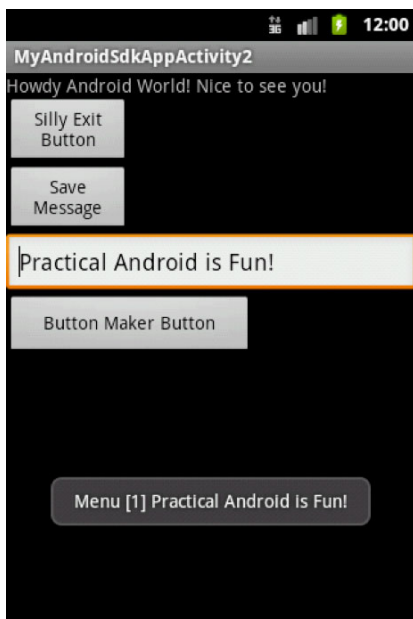 3G 12:00
MyAndroidSdkAppActivity2
Howdy Android World! Nice to see you!
Silly Exit
Button
Save
Message
Practical Android is Fun!
Button Maker Button
Menu [1] Practical Android is Fun!